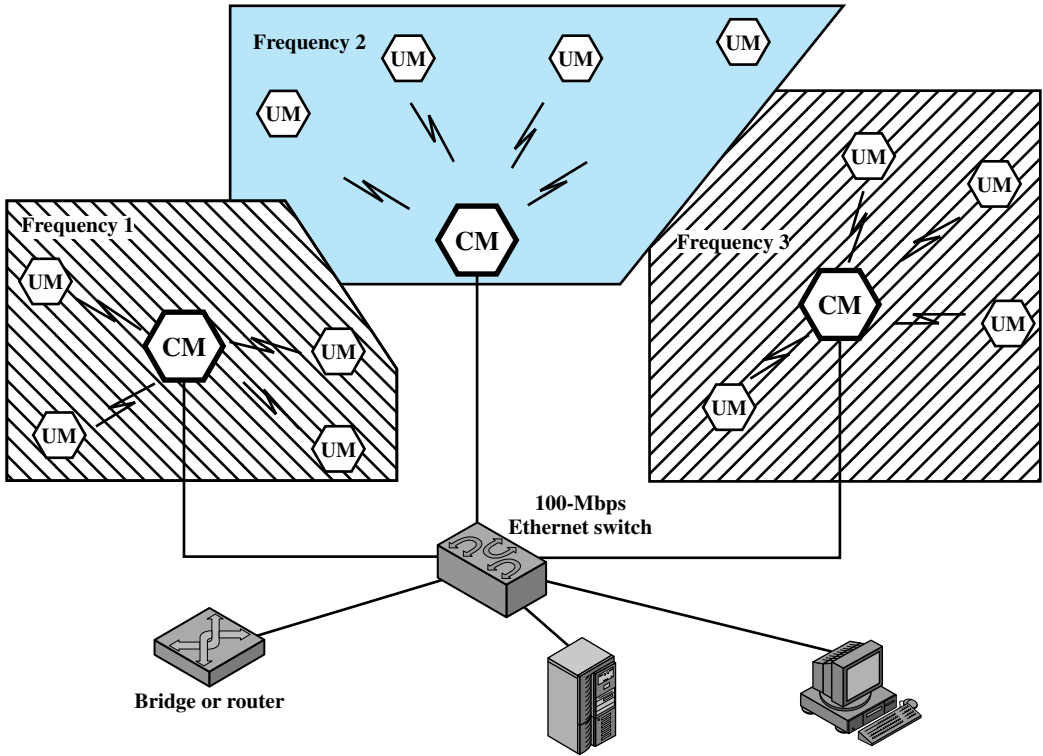 Frequency 2
UM
UM
UM
UM
CM
Frequency 1
UM
CM
UM
UM
UM
Frequency 3
UM
UM
CM
UM
UM
100-Mbps
Ethernet switch
Bridge or router